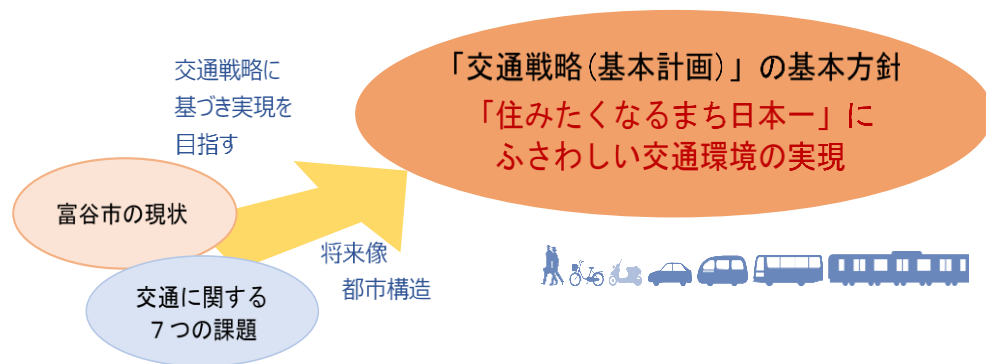 交通戦略に
基づき実現を
目指す
「交通戦略(基本計画)」の基本方針
「住みたくなるまち日本一」に
ふさわしい交通環境の実現
富谷市の現状
将来像
都市構造
交通に関する
7つの課題